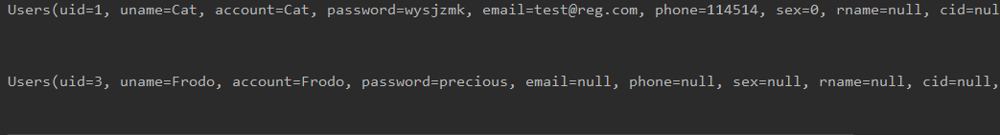 Users(uid=1, uname=Cat, account=Cat, password=wysjzmk, email=test@reg.com, phone=114514, sex=0, rname=null, cid=nul
Users(uid=3, uname=Frodo, account=Frodo, password=precious, email=null, phone=null, sex=null, rname=null, cid=null,